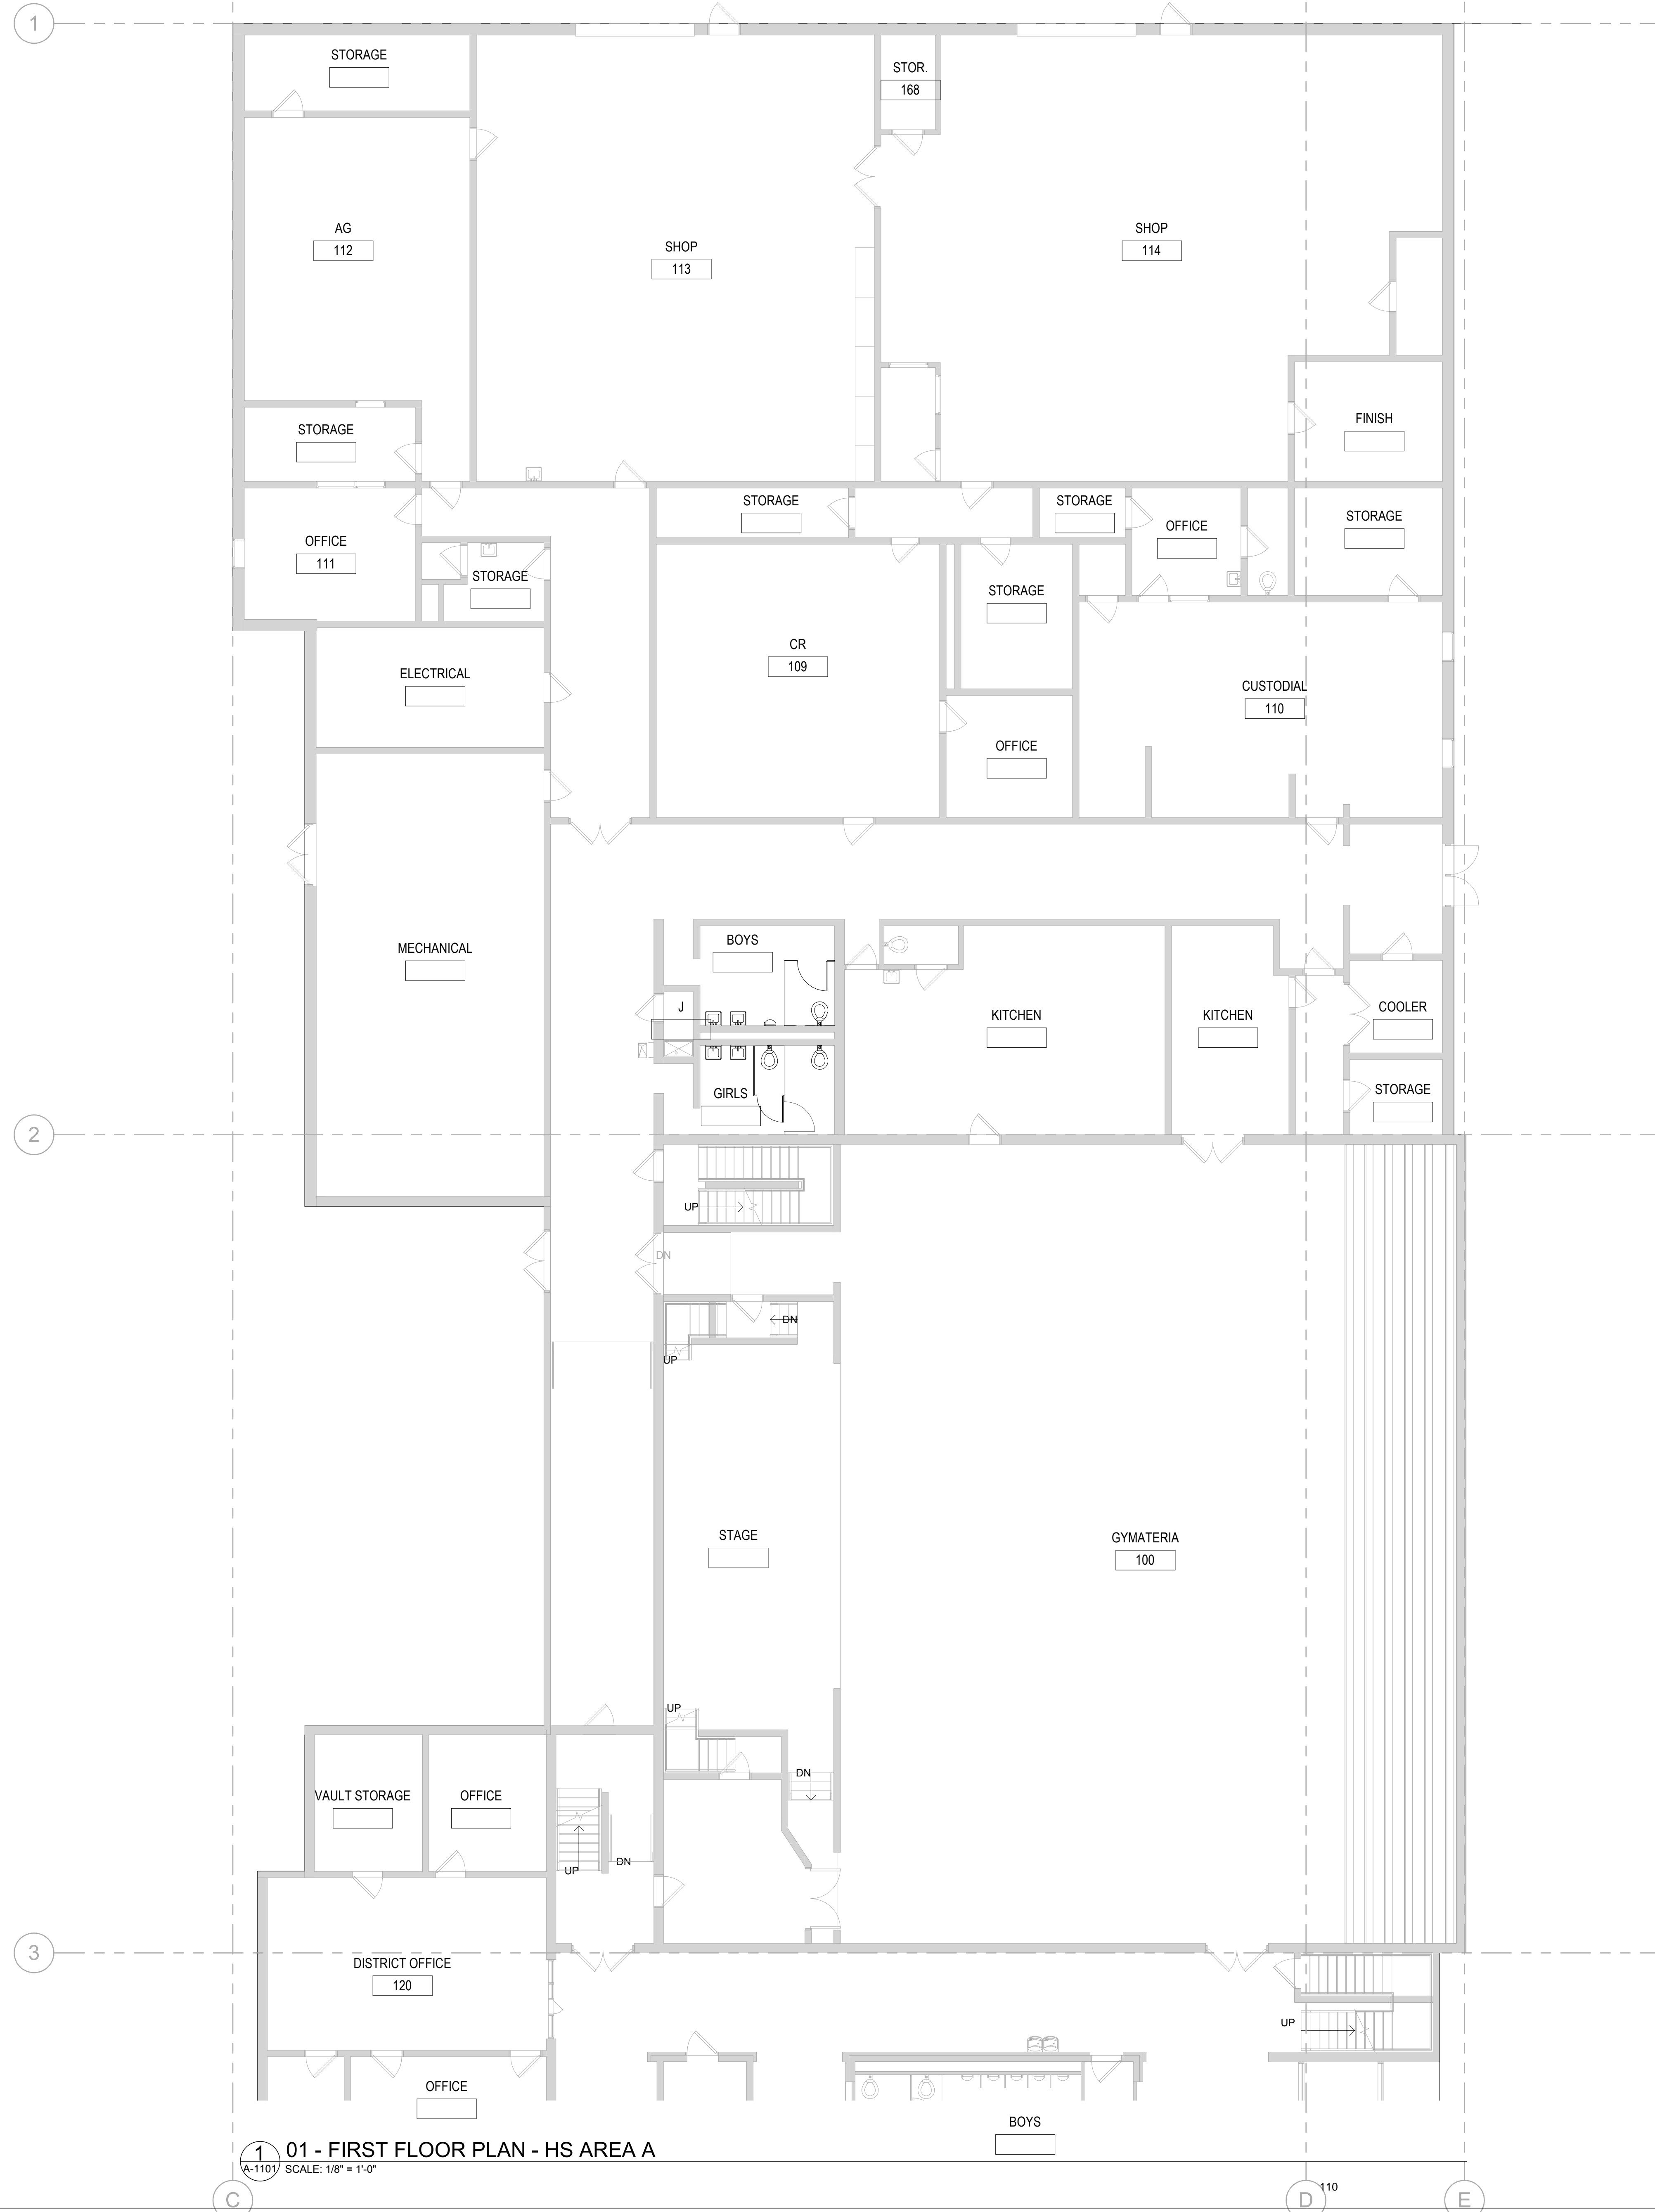 1
STORAGE
STOR.
168
AG
112
SHOP
113
SHOP
114
STORAGE
FINISH
STORAGE
STORAGE
STORAGE
OFFICE
OFFICE
111
STORAGE
STORAGE
CR
109
ELECTRICAL
CUSTODIAL
110
OFFICE
MECHANICAL
BOYS
J
KITCHEN
KITCHEN
COOLER
GIRLS
STORAGE
2
UP
DN
DN
UP
STAGE
GYMATERIA
100
UP
DN
VAULT STORAGE
OFFICE
UP
DN
3
DISTRICT OFFICE
120
UP
OFFICE
BOYS
1
A-1101
01 - FIRST FLOOR PLAN - HS AREA A
SCALE: 1/8" = 1'-0"
110
C
D
E